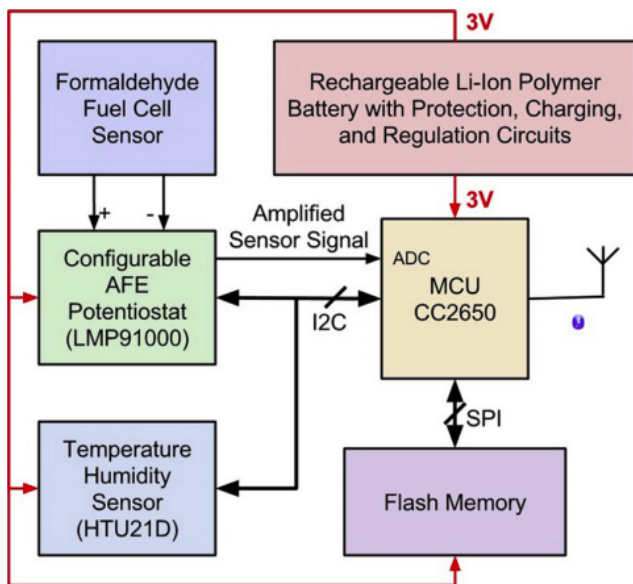 3V
Formaldehyde
Fuel Cell
Sensor
Rechargeable Li-Ion Polymer
Battery with Protection, Charging,
and Regulation Circuits
+
-
3V
Amplified
Sensor Signal
Configurable
AFE
Potentiostat
(LMP91000)
ADC
MCU
CC2650
I2C
SPI
Temperature
Humidity
Sensor
(HTU21D)
Flash Memory